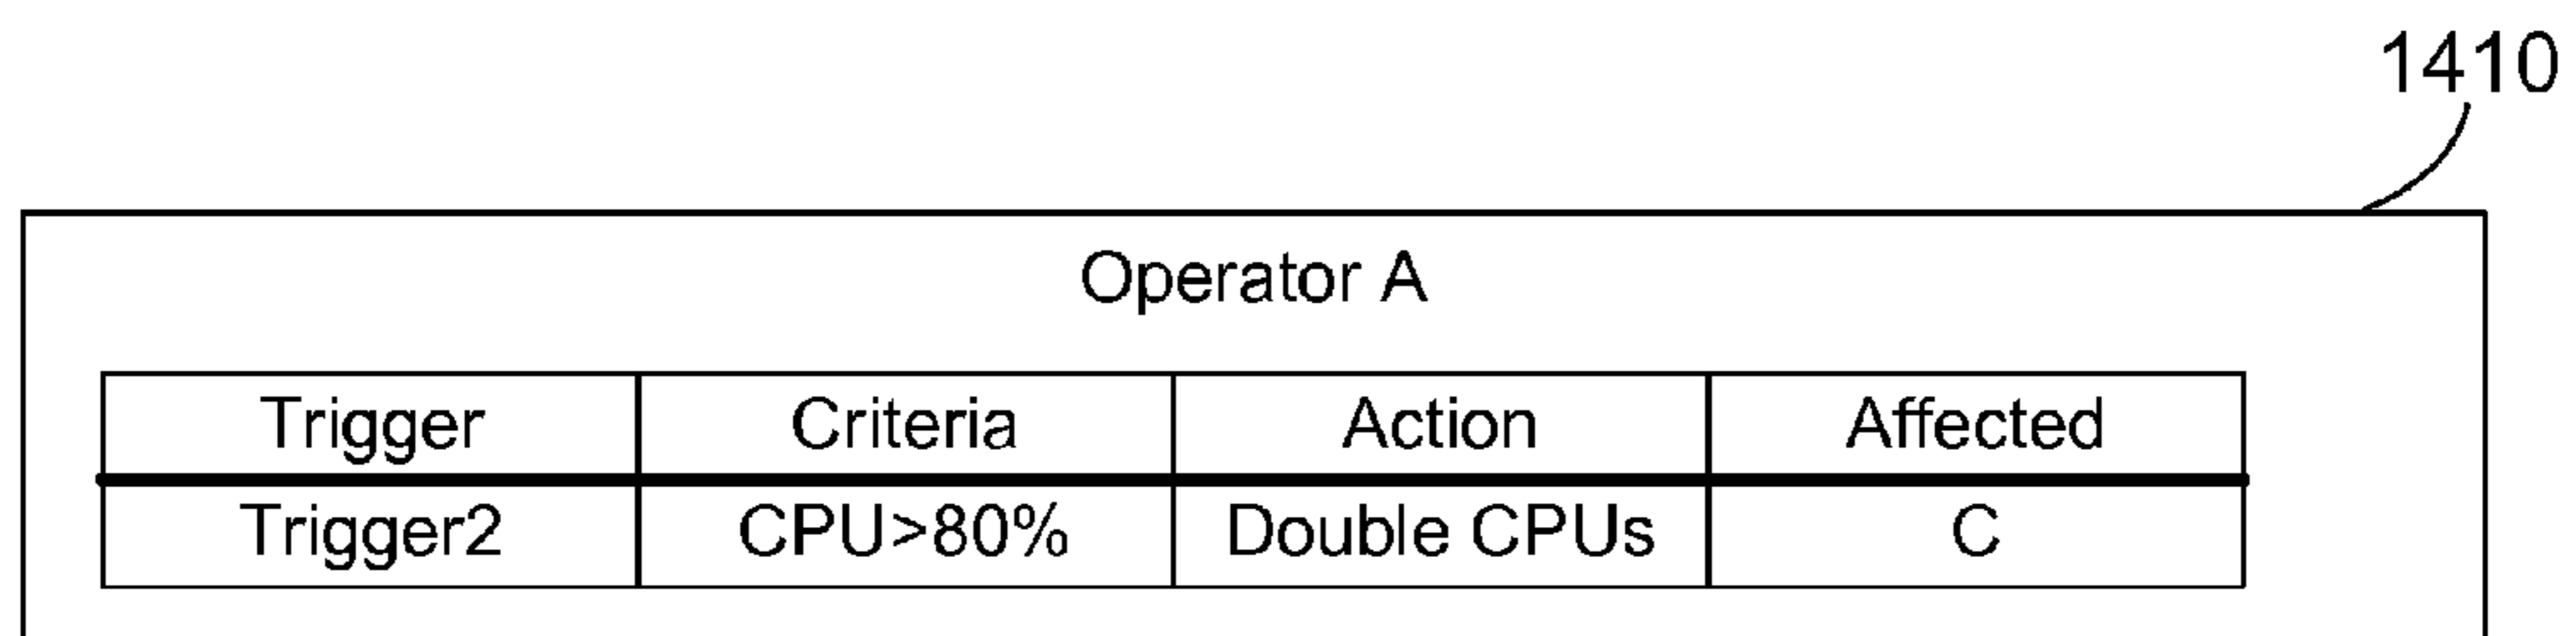 1410
Operator A
Trigger Criteria Action Affected
Trigger2 CPU>80% Double CPUs C